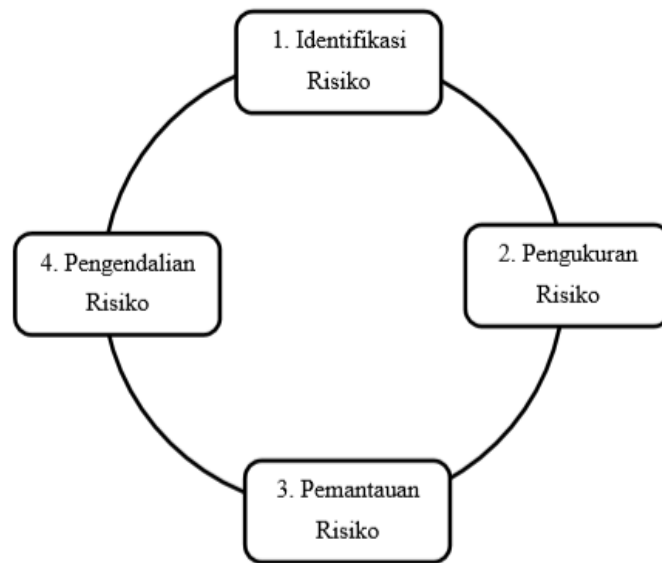 1. Identifikasi
Risiko
2. Pengukuran
Risiko
3. Pemantauan
Risiko
4. Pengendalian
Risiko